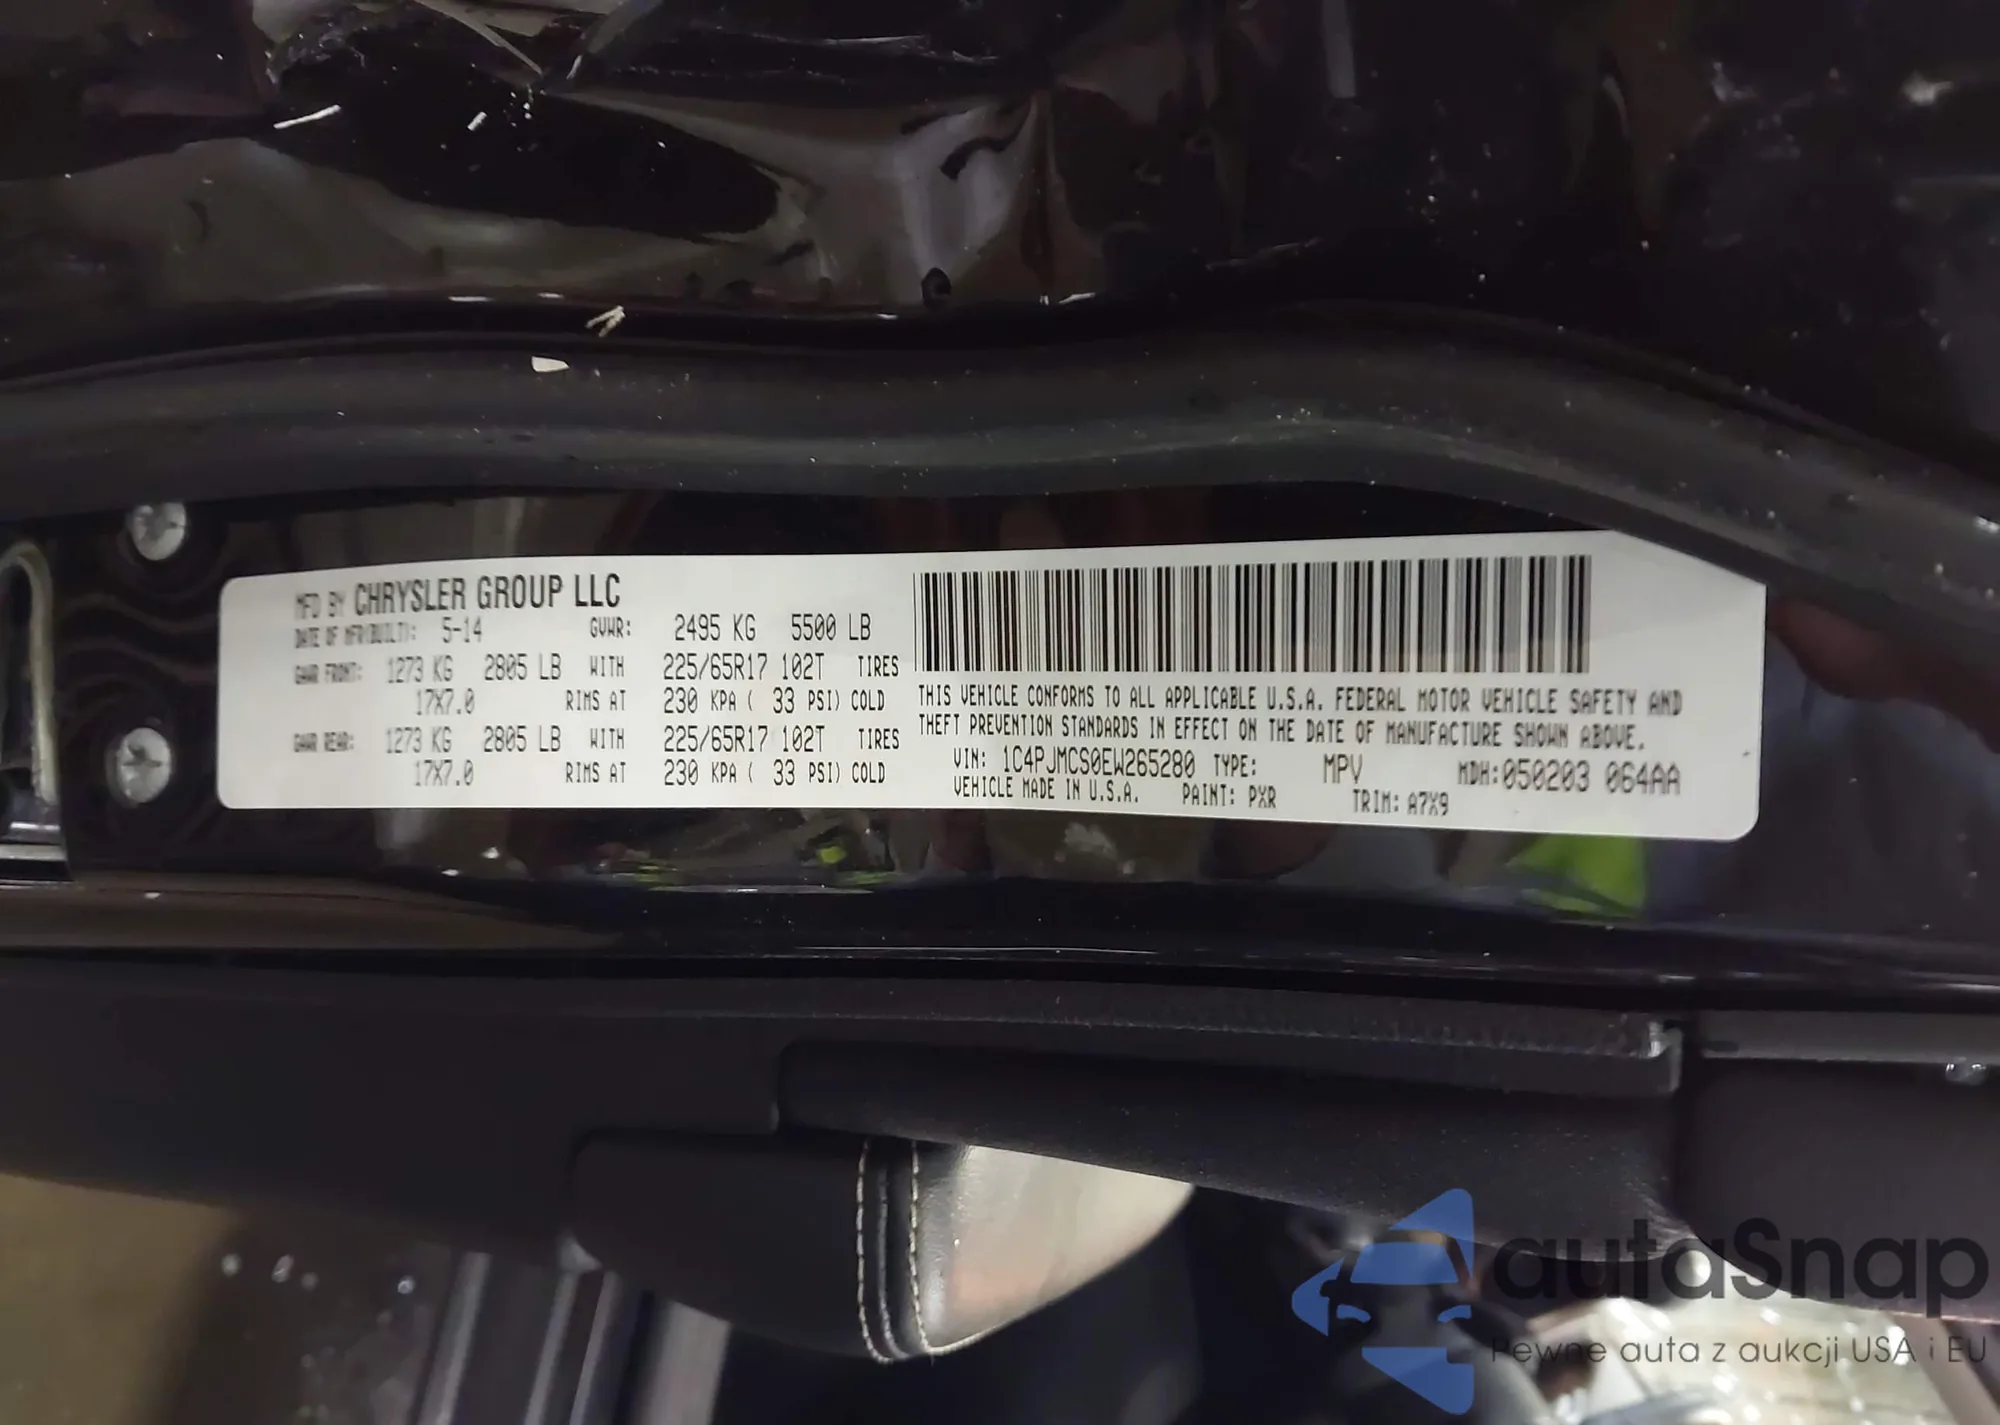 MFD BY CHRYSLER GROUP LLC
DATE OF MFR(BUILT): 5-14 GVWR: 2495 KG 5500 LB
GAWR FRONT: 1273 KG 2805 LB WITH 225/65R17 102T TIRES
17X7.0 RIMS AT 230 KPA ( 33 PSI) COLD
GAWR REAR: 1273 KG 2805 LB WITH 225/65R17 102T TIRES
17X7.0 RIMS AT 230 KPA ( 33 PSI) COLD
THIS VEHICLE CONFORMS TO ALL APPLICABLE U.S.A. FEDERAL MOTOR VEHICLE SAFETY AND
THEFT PREVENTION STANDARDS IN EFFECT ON THE DATE OF MANUFACTURE SHOWN ABOVE.
VIN: 1C4PJMCS0EW265280 TYPE: MPV MDH:050203 064AA
VEHICLE MADE IN U.S.A. PAINT: PXR TRIM: A7X9
autaSnap
Pewne auta z aukcji USA i EU